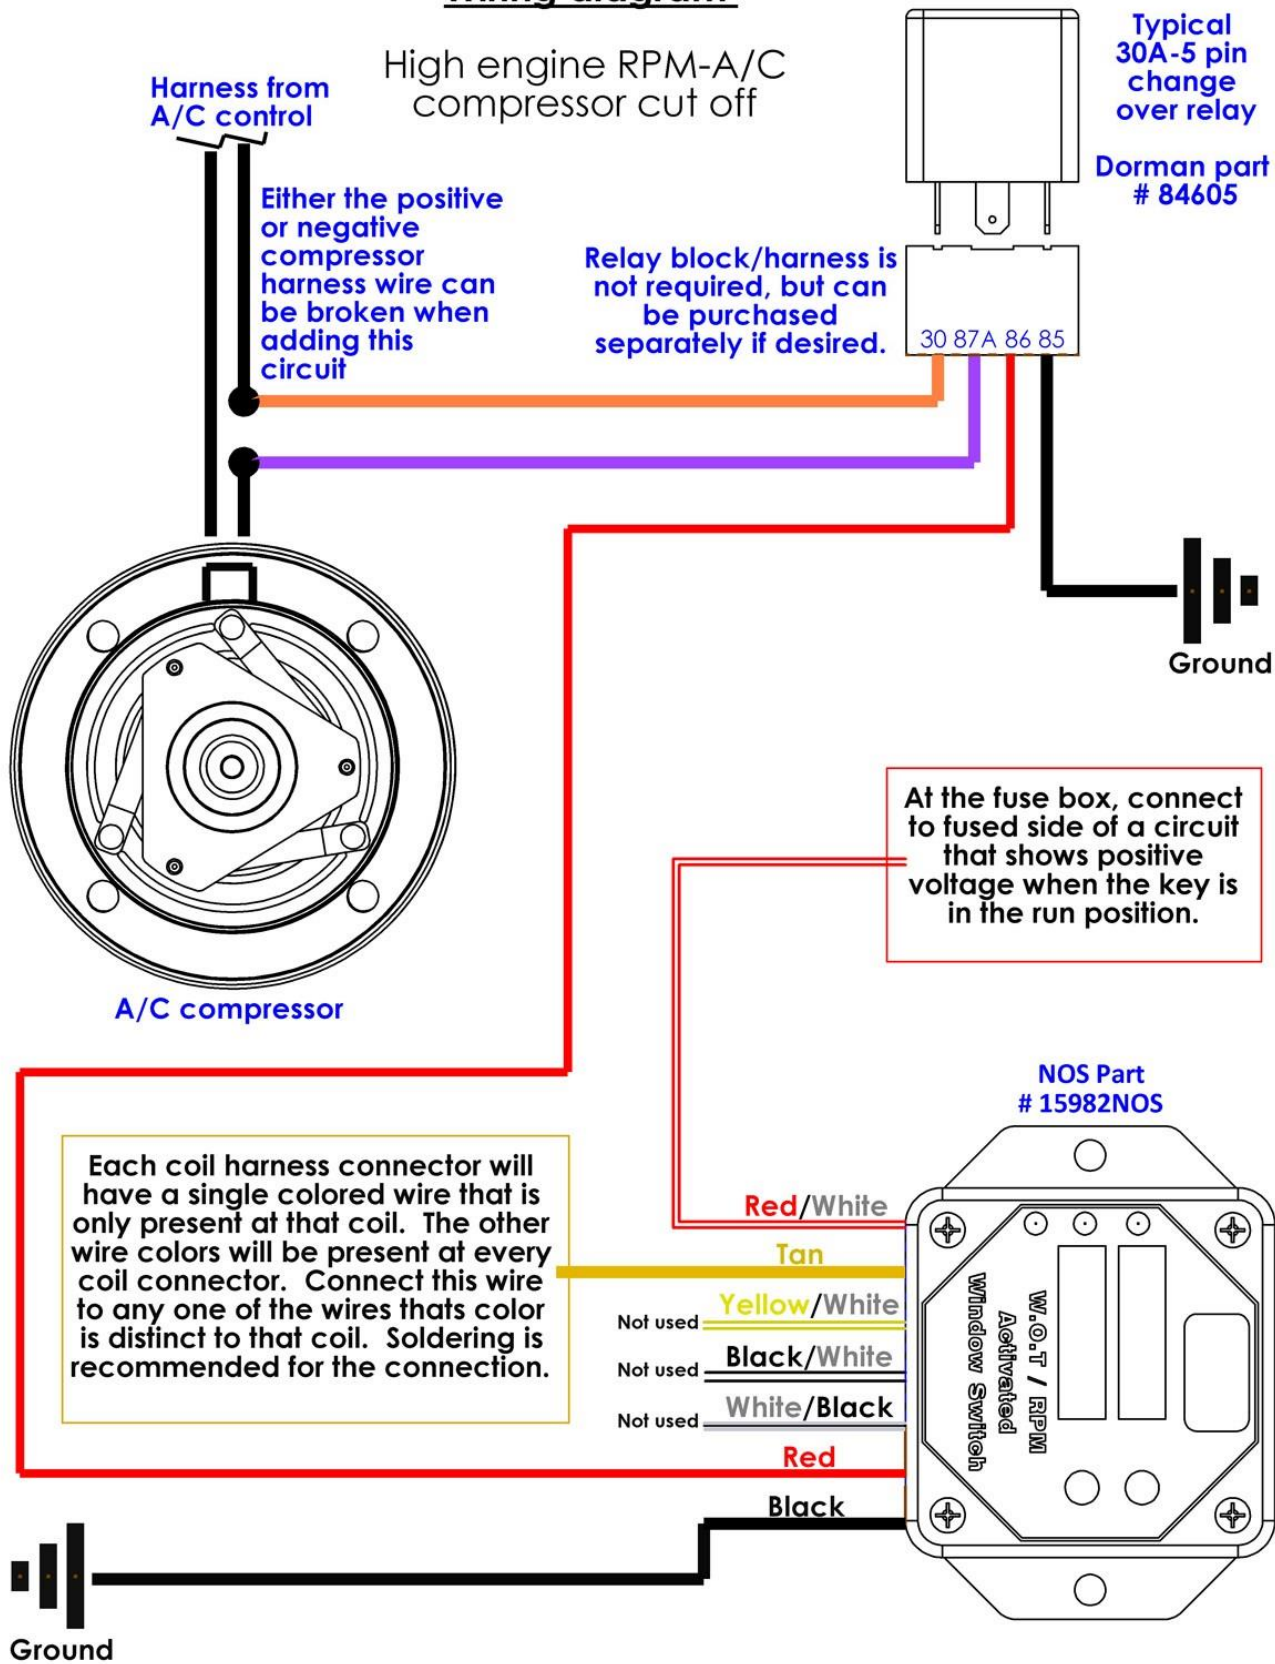 Wiring diagram
High engine RPM-A/C
compressor cut off
Harness from
A/C control
Either the positive
or negative
compressor
harness wire can
be broken when
adding this
circuit
Typical
30A-5 pin
change
over relay
Dorman part
# 84605
Relay block/harness is
not required, but can
be purchased
separately if desired.
30 87A 86 85
Ground
At the fuse box, connect
to fused side of a circuit
that shows positive
voltage when the key is
in the run position.
A/C compressor
NOS Part
# 15982NOS
Each coil harness connector will
have a single colored wire that is
only present at that coil. The other
wire colors will be present at every
coil connector. Connect this wire
to any one of the wires thats color
is distinct to that coil. Soldering is
recommended for the connection.
Red/White
Tan
Yellow/White
Not used
Black/White
Not used
White/Black
Not used
Red
Black
W.O.T / RPM
Activated
Window Switch
Ground